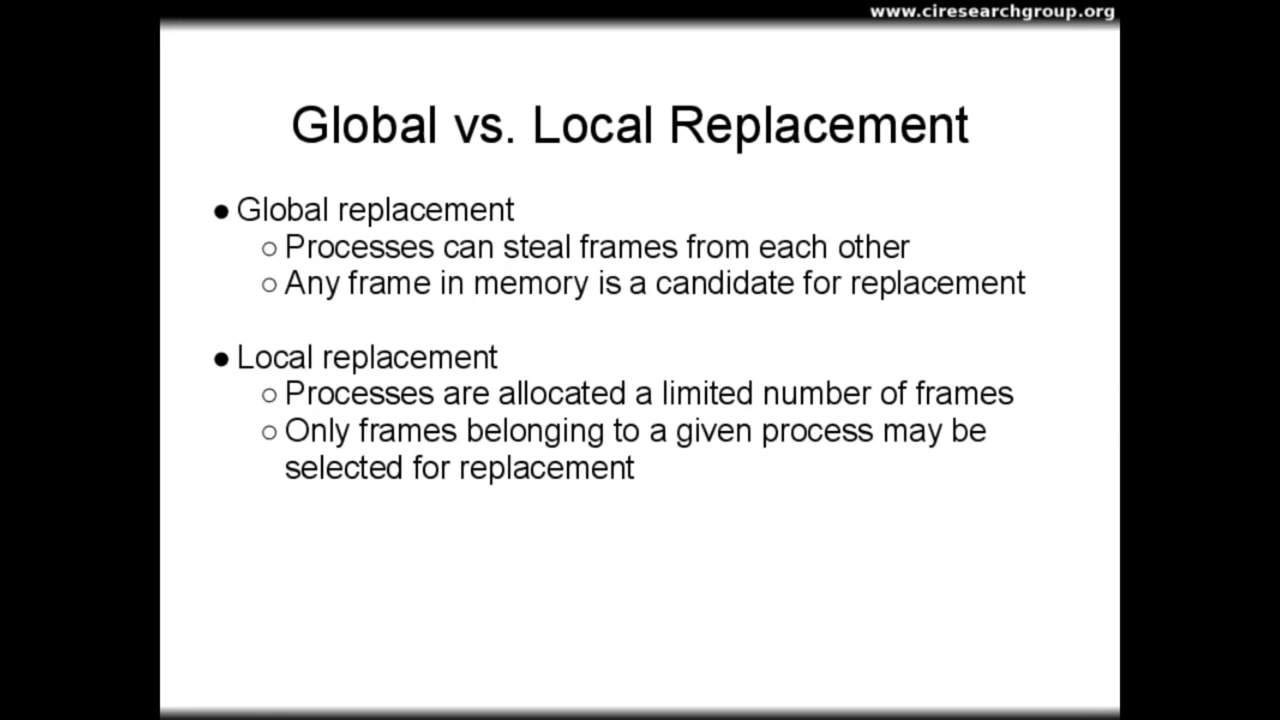 www.ciresearchgroup.org
Global vs. Local Replacement
● Global replacement
○ Processes can steal frames from each other
○ Any frame in memory is a candidate for replacement
● Local replacement
○ Processes are allocated a limited number of frames
○ Only frames belonging to a given process may be
selected for replacement